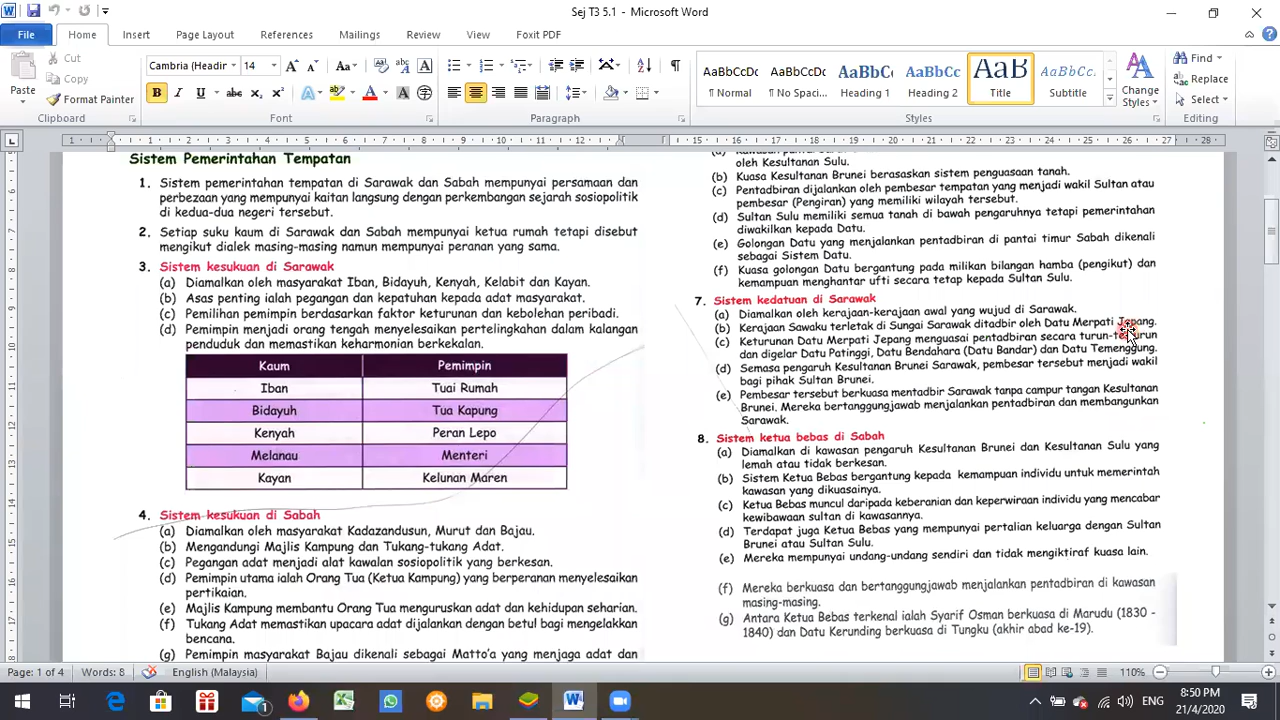 Sej T3 5.1 - Microsoft Word
File Home Insert Page Layout References Mailings Review View Foxit PDF
Cut
Copy
Format Painter
Paste
Clipboard
Cambria (Headir 14
Font
Paragraph
AaBbCcDc AaBbCcDc AaBbCc AaBbCc AaB AaBbCcL
¶ Normal ¶ No Spaci... Heading 1 Heading 2 Title Subtitle
Change Styles
Styles
Find
Replace
Select
Editing
Sistem Pemerintahan Tempatan
1. Sistem pemerintahan tempatan di Sarawak dan Sabah mempunyai persamaan dan
perbezaan yang mempunyai kaitan langsung dengan perkembangan sejarah sosiopolitik
di kedua-dua negeri tersebut.
2. Setiap suku kaum di Sarawak dan Sabah mempunyai ketua rumah tetapi disebut
mengikut dialek masing-masing namun mempunyai peranan yang sama.
3. Sistem kesukuan di Sarawak
(a) Diamalkan oleh masyarakat Iban, Bidayuh, Kenyah, Kelabit dan Kayan.
(b) Asas penting ialah pegangan dan kepatuhan kepada adat masyarakat.
(c) Pemilihan pemimpin berdasarkan faktor keturunan dan kebolehan peribadi.
(d) Pemimpin menjadi orang tengah menyelesaikan pertelingkahan dalam kalangan
penduduk dan memastikan keharmonian berkekalan.
Kaum Pemimpin
Iban Tuai Rumah
Bidayuh Tua Kapung
Kenyah Peran Lepo
Melanau Menteri
Kayan Kelunan Maren
4. Sistem kesukuan di Sabah
(a) Diamalkan oleh masyarakat Kadazandusun, Murut dan Bajau.
(b) Mengandungi Majlis Kampung dan Tukang-tukang Adat.
(c) Pegangan adat menjadi alat kawalan sosiopolitik yang berkesan.
(d) Pemimpin utama ialah Orang Tua (Ketua Kampung) yang berperanan menyelesaikan
pertikaian.
(e) Majlis Kampung membantu Orang Tua menguruskan adat dan kehidupan seharian.
(f) Tukang Adat memastikan upacara adat dijalankan dengan betul bagi mengelakkan
bencana.
(g) Pemimpin masyarakat Bajau dikenali sebagai Matto'a yang menjaga adat dan
oleh Kesultanan Sulu.
(b) Kuasa Kesultanan Brunei berasaskan sistem penguasaan tanah.
(c) Pentadbiran dijalankan oleh pembesar tempatan yang menjadi wakil Sultan atau
pembesar (Pengiran) yang memiliki wilayah tersebut.
(d) Sultan Sulu memiliki semua tanah di bawah pengaruhnya tetapi pemerintahan
diwakilkan kepada Datu.
(e) Golongan Datu yang menjalankan pentadbiran di pantai timur Sabah dikenali
sebagai Sistem Datu.
(f) Kuasa golongan Datu bergantung pada milikan bilangan hamba (pengikut) dan
kemampuan menghantar ufti secara tetap kepada Sultan Sulu.
7. Sistem kedatuan di Sarawak
(a) Diamalkan oleh kerajaan-kerajaan awal yang wujud di Sarawak.
(b) Kerajaan Sawaku terletak di Sungai Sarawak ditadbir oleh Datu Merpati Jepang.
(c) Keturunan Datu Merpati Jepang menguasai pentadbiran secara turun-temurun
dan digelar Datu Patinggi, Datu Bendahara (Datu Bandar) dan Datu Temenggung.
(d) Semasa pengaruh Kesultanan Brunei Sarawak, pembesar tersebut menjadi wakil
bagi pihak Sultan Brunei.
(e) Pembesar tersebut berkuasa mentadbir Sarawak tanpa campur tangan Kesultanan
Brunei. Mereka bertanggungjawab menjalankan pentadbiran dan membangunkan
Sarawak.
8. Sistem ketua bebas di Sabah
(a) Diamalkan di kawasan pengaruh Kesultanan Brunei dan Kesultanan Sulu yang
lemah atau tidak berkesan.
(b) Sistem Ketua Bebas bergantung kepada kemampuan individu untuk memerintah
kawasan yang dikuasainya.
(c) Ketua Bebas muncul daripada keberanian dan keperwiraan individu yang mencabar
kewibawaan sultan di kawasannya.
(d) Terdapat juga Ketua Bebas yang mempunyai pertalian keluarga dengan Sultan
Brunei atau Sultan Sulu.
(e) Mereka mempunyai undang-undang sendiri dan tidak mengiktiraf kuasa lain.
(f) Mereka berkuasa dan bertanggungjawab menjalankan pentadbiran di kawasan
masing-masing.
(g) Antara Ketua Bebas terkenal ialah Syarif Osman berkuasa di Marudu (1830 -
1840) dan Datu Kerunding berkuasa di Tungku (akhir abad ke-19).
Page: 1 of 4 Words: 8 English (Malaysia) 110%
ENG 8:50 PM
21/4/2020